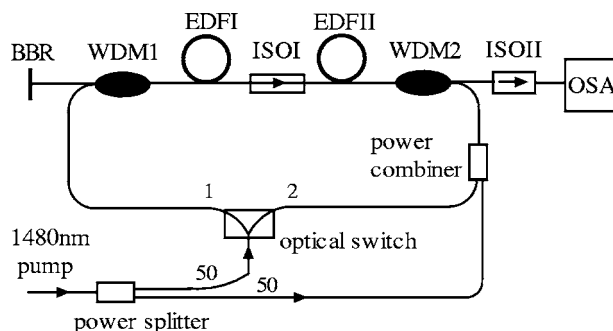 EDFI
EDFII
BBR
WDM1
ISOI
WDM2
ISOII
OSA
power
combiner
1
2
optical switch
1480nm
pump
50
50
power splitter